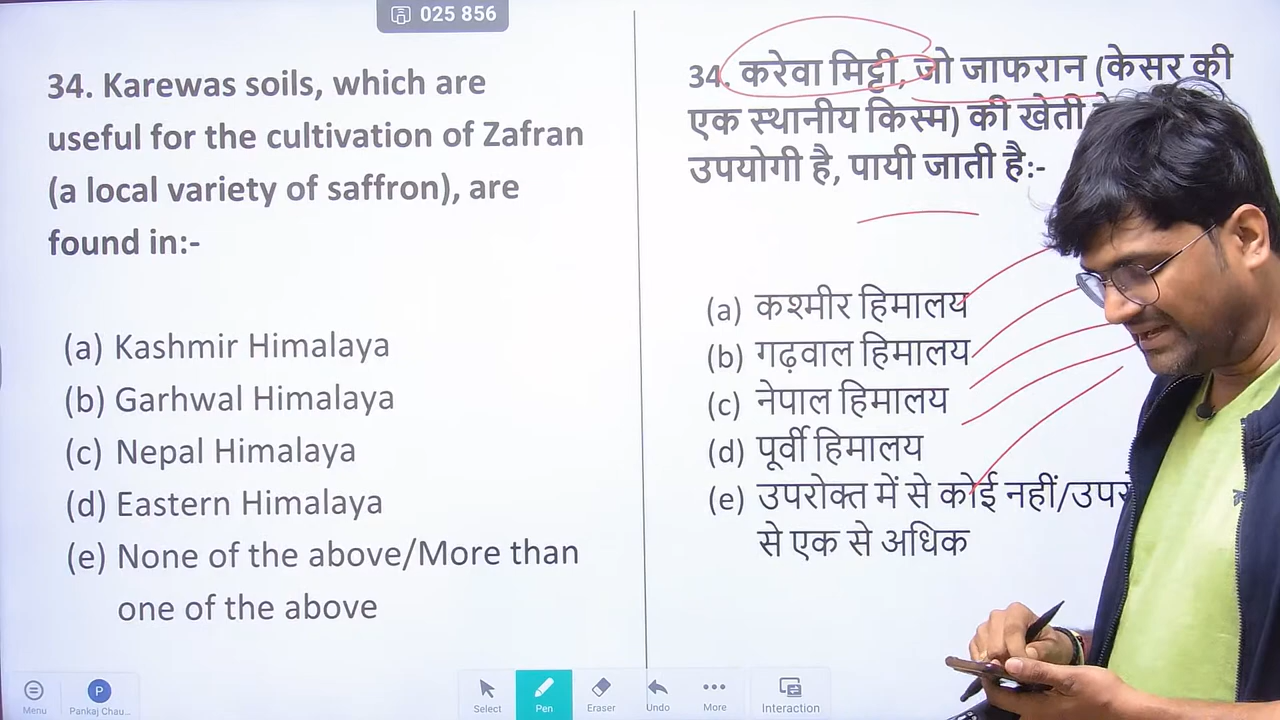 025 856
34. Karewas soils, which are
useful for the cultivation of Zafran
(a local variety of saffron), are
found in:-
(a) Kashmir Himalaya
(b) Garhwal Himalaya
(c) Nepal Himalaya
(d) Eastern Himalaya
(e) None of the above/More than
one of the above
34. करेवा मिट्टी, जो जाफरान (केसर की
एक स्थानीय किस्म) की खेती
उपयोगी है, पायी जाती है:-
(a) कश्मीर हिमालय
(b) गढ़वाल हिमालय
(c) नेपाल हिमालय
(d) पूर्वी हिमालय
(e) उपरोक्त में से कोई नहीं/
से एक से अधिक
Menu
P
Pankaj Chau...
Select
Pen
Eraser
Undo
More
Interaction